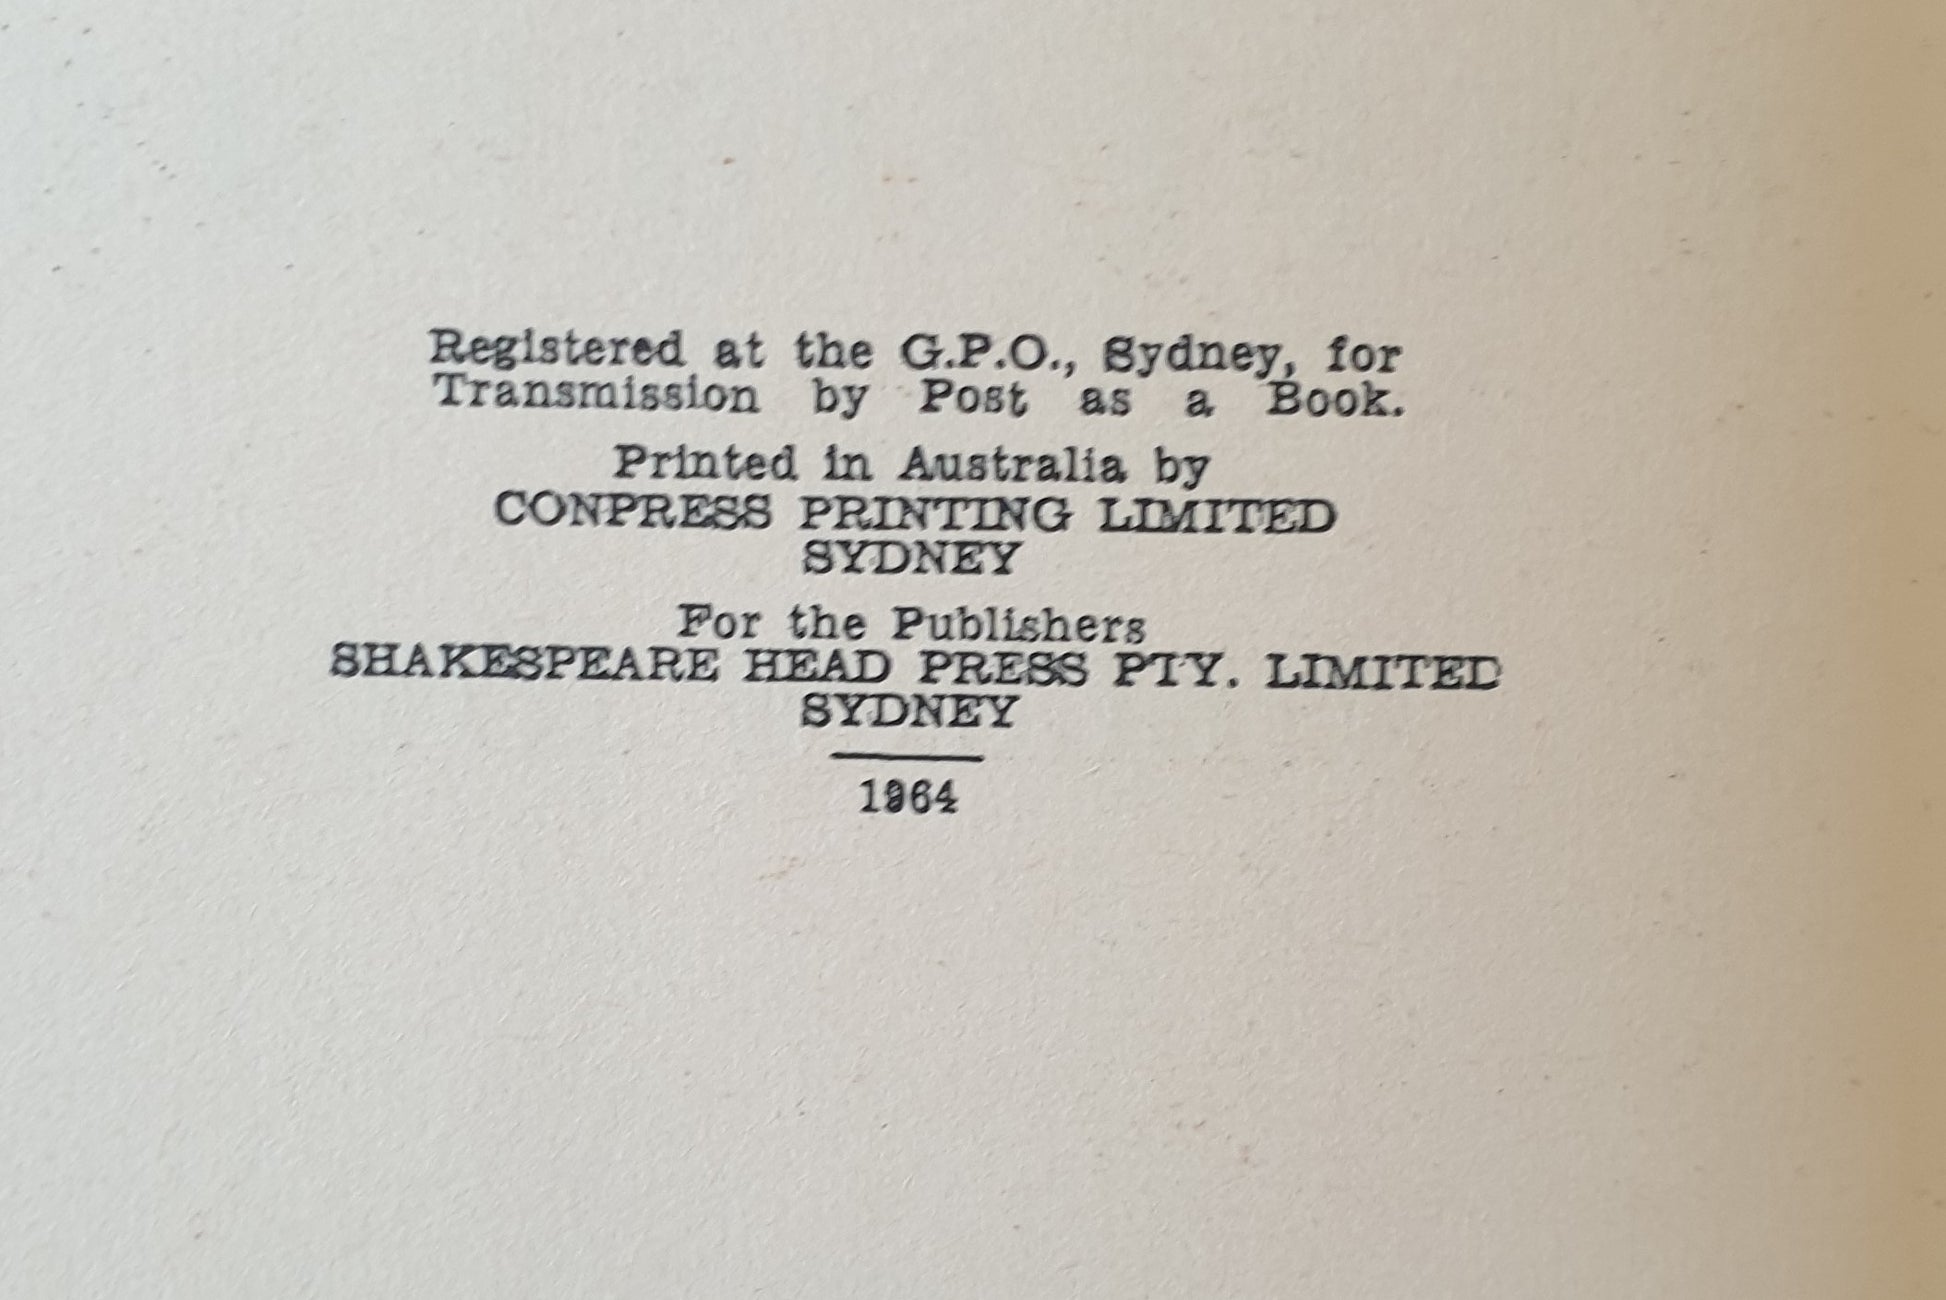 Registered at the G.P.O., Sydney, for
Transmission by Post as a Book.
Printed in Australia by
CONPRESS PRINTING LIMITED
SYDNEY
For the Publishers
SHAKESPEARE HEAD PRESS PTY. LIMITED
SYDNEY
1964